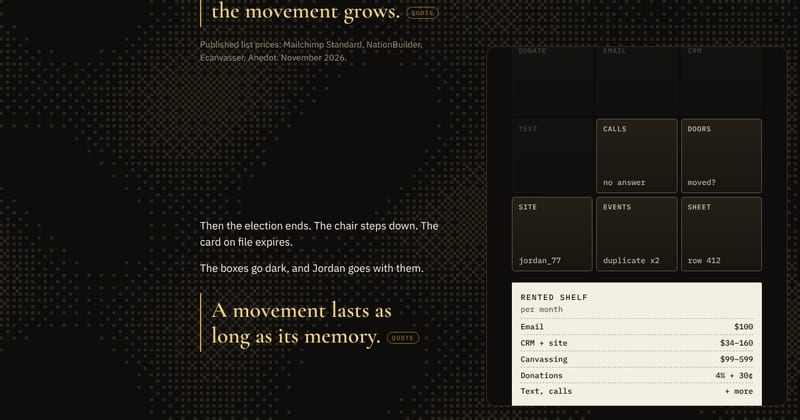 the movement grows. QUOTE
Published list prices: Mailchimp Standard, NationBuilder,
Ecanvasser, Anedot. November 2026.
Then the election ends. The chair steps down. The
card on file expires.
The boxes go dark, and Jordan goes with them.
A movement lasts as
long as its memory. QUOTE
DONATE
EMAIL
CRM
TEXT
CALLS
no answer
DOORS
moved?
SITE
jordan_77
EVENTS
duplicate x2
SHEET
row 412
RENTED SHELF
per month
Email $100
CRM + site $34–160
Canvassing $99–599
Donations 4% + 30¢
Text, calls + more